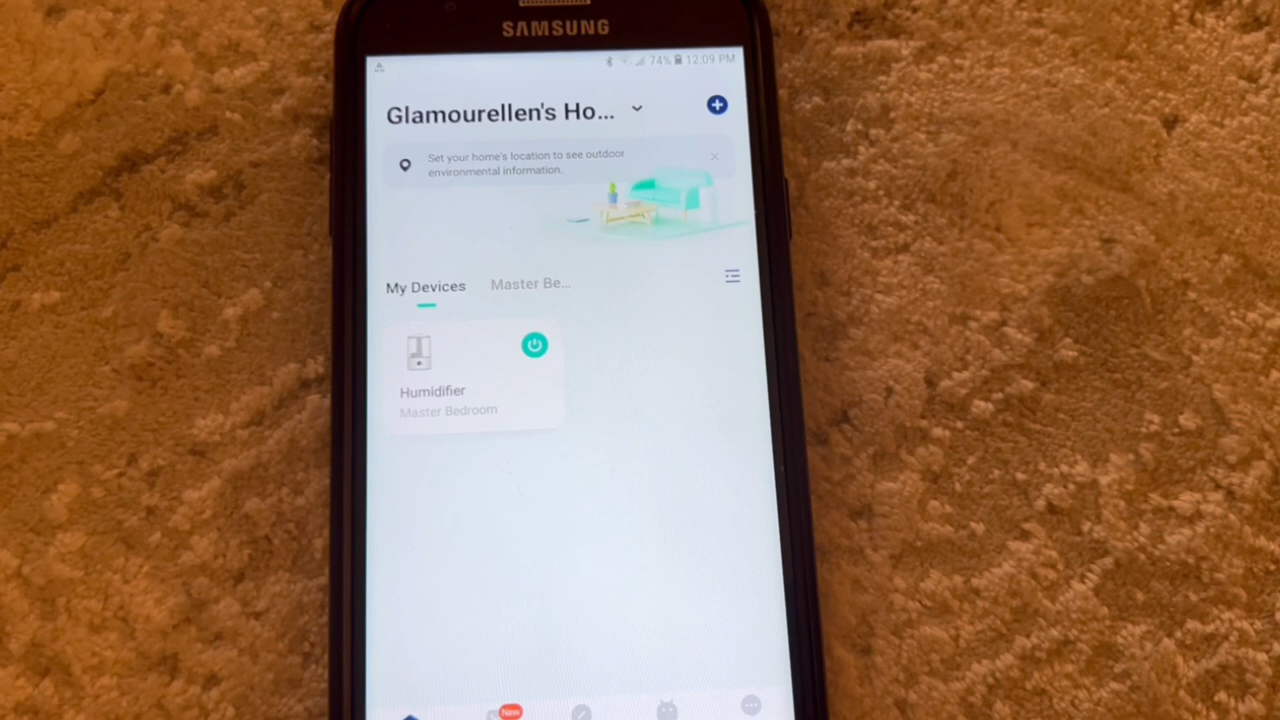 SAMSUNG
74% 12:09 PM
Glamourellen's Ho...
Set your home's location to see outdoor
environmental information.
My Devices Master Be...
Humidifier
Master Bedroom
New